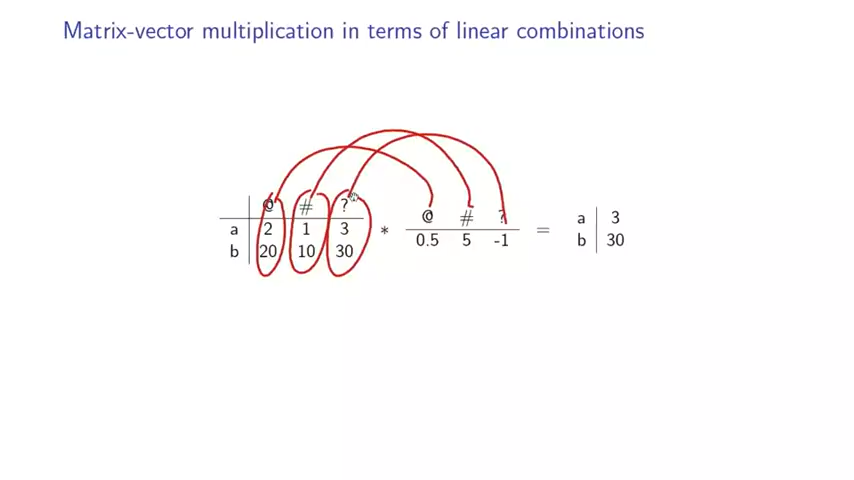 Matrix-vector multiplication in terms of linear combinations
@ # ? @ # ? a 3
a 2 1 3 * 0.5 5 -1 = b 30
b 20 10 30